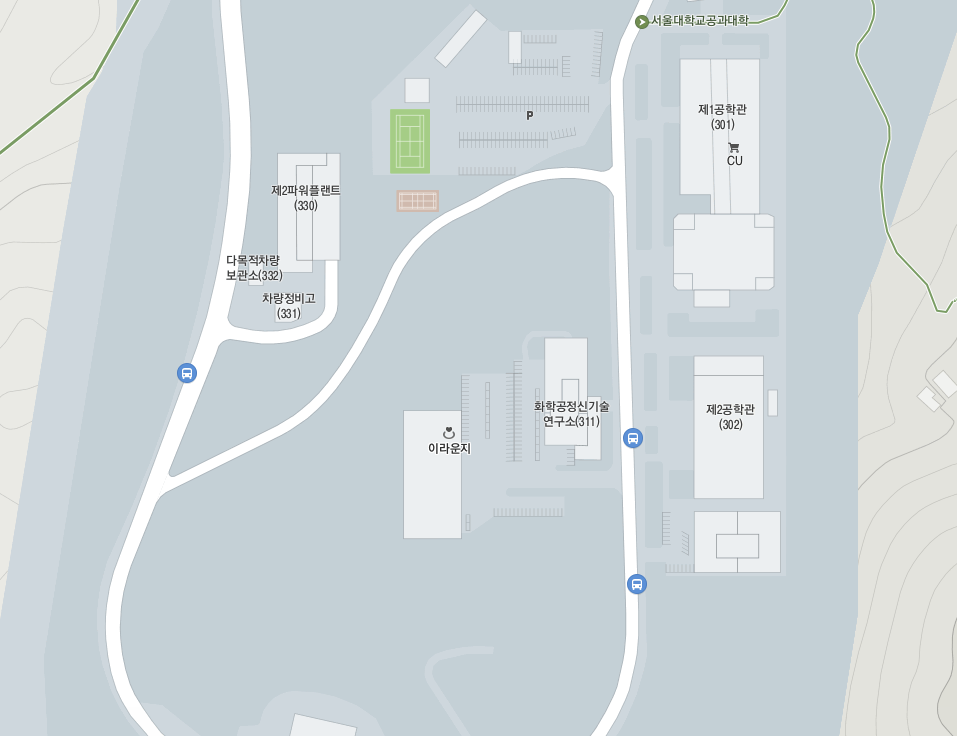 서울대학교공과대학
제1공학관
(301)
CU
P
제2파워플랜트
(330)
다목적차량
보관소(332)
차량정비고
(331)
화학공정신기술
연구소(311)
제2공학관
(302)
이라운지